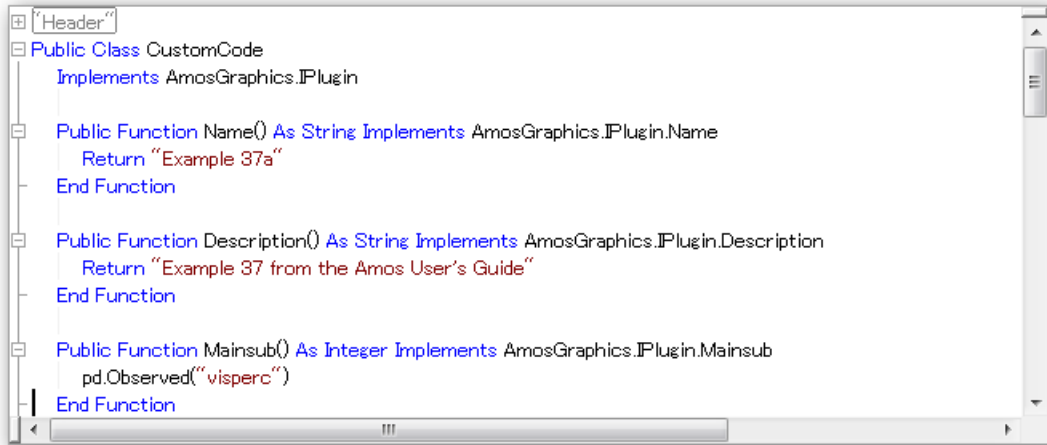 "Header"
Public Class CustomCode
Implements AmosGraphics.IPlugin
Public Function Name() As String Implements AmosGraphics.IPlugin.Name
Return "Example 37a"
End Function
Public Function Description() As String Implements AmosGraphics.IPlugin.Description
Return "Example 37 from the Amos User's Guide"
End Function
Public Function Mainsub() As Integer Implements AmosGraphics.IPlugin.Mainsub
pd.Observed("visperc")
End Function